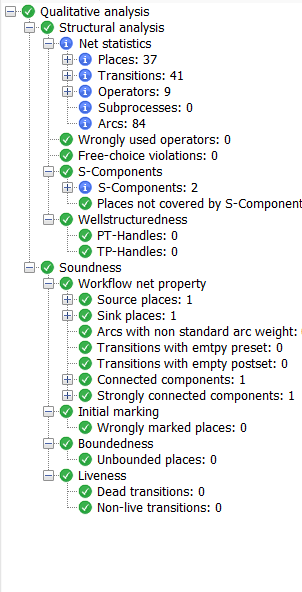 Qualitative analysis
Structural analysis
Net statistics
Places: 37
Transitions: 41
Operators: 9
Subprocesses: 0
Arcs: 84
Wrongly used operators: 0
Free-choice violations: 0
S-Components
S-Components: 2
Places not covered by S-Component
Wellstructuredness
PT-Handles: 0
TP-Handles: 0
Soundness
Workflow net property
Source places: 1
Sink places: 1
Arcs with non standard arc weight:
Transitions with emtpy preset: 0
Transitions with empty postset: 0
Connected components: 1
Strongly connected components: 1
Initial marking
Wrongly marked places: 0
Boundedness
Unbounded places: 0
Liveness
Dead transitions: 0
Non-live transitions: 0